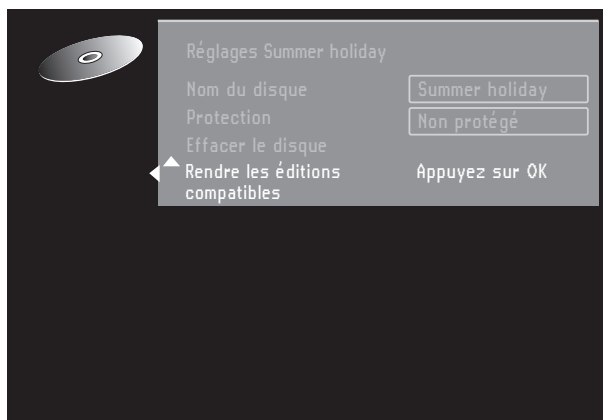 Réglages Summer holiday
Nom du disque Summer holiday
Protection Non protégé
Effacer le disque
Rendre les éditions Appuyez sur OK
compatibles